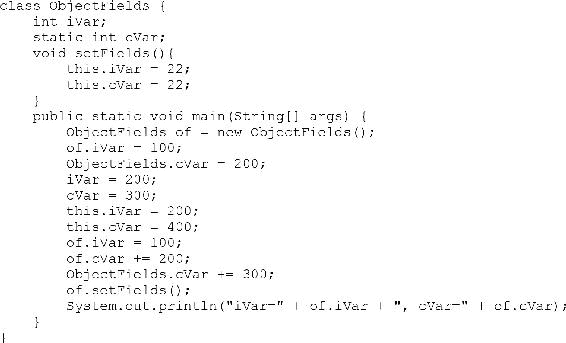 class ObjectFields {
    int iVar;
    static int cVar;
    void setFields(){
        this.iVar = 22;
        this.cVar = 22;
    }
    public static void main(String[] args) {
        ObjectFields of = new ObjectFields();
        of.iVar = 100;
        ObjectFields.cVar = 200;
        iVar = 200;
        cVar = 300;
        this.iVar = 200;
        this.cVar = 400;
        of.iVar = 100;
        of.cVar += 200;
        ObjectFields.cVar += 300;
        of.setFields();
        System.out.println("iVar=" + of.iVar + ", cVar=" + of.cVar);
    }
}